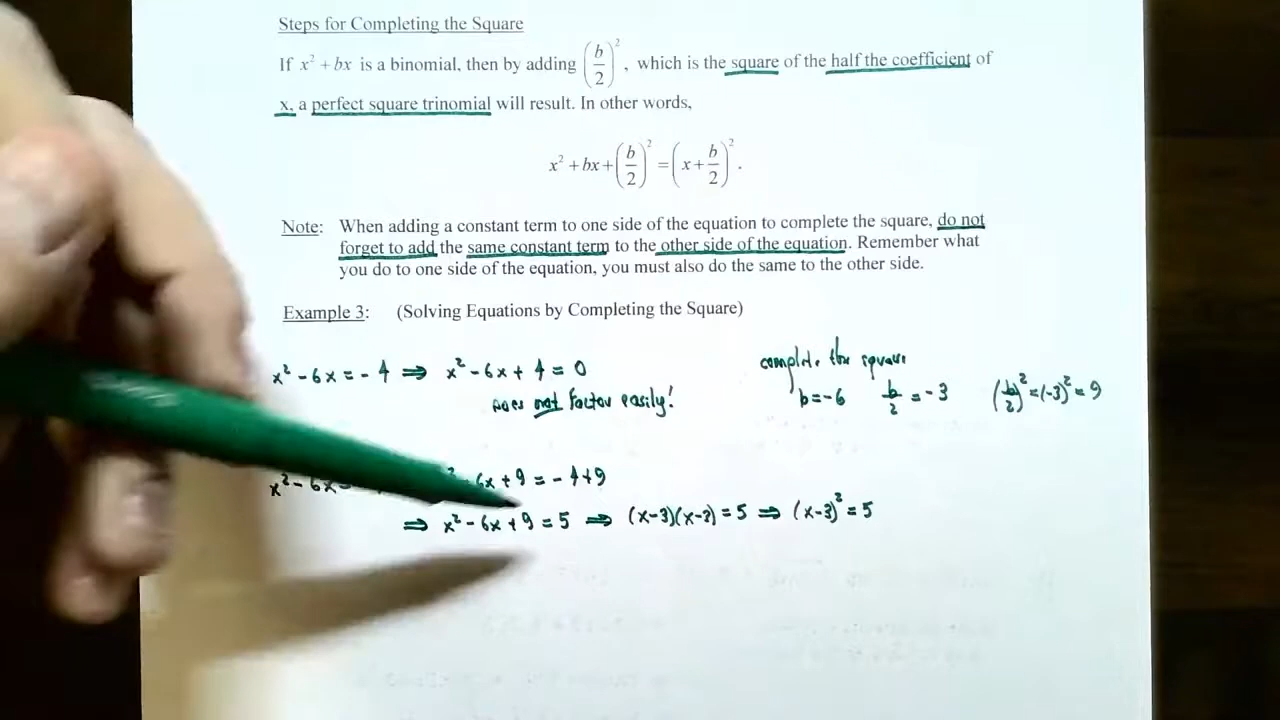 Steps for Completing the Square
If x² + bx is a binomial, then by adding (b/2)², which is the square of the half the coefficient of
x, a perfect square trinomial will result. In other words,
x² + bx + (b/2)² = (x + b/2)².
Note: When adding a constant term to one side of the equation to complete the square, do not
forget to add the same constant term to the other side of the equation. Remember what
you do to one side of the equation, you must also do the same to the other side.
Example 3: (Solving Equations by Completing the Square)
complete the square
x² - 6x = -4 ⇒ x² - 6x + 4 = 0
b = -6 b/2 = -3 (b/2)² = (-3)² = 9
Does not factor easily!
x² - 6x = 6x + 9 = -4+9
⇒ x² - 6x + 9 = 5 ⇒ (x-3)(x-3) = 5 ⇒ (x-3)² = 5